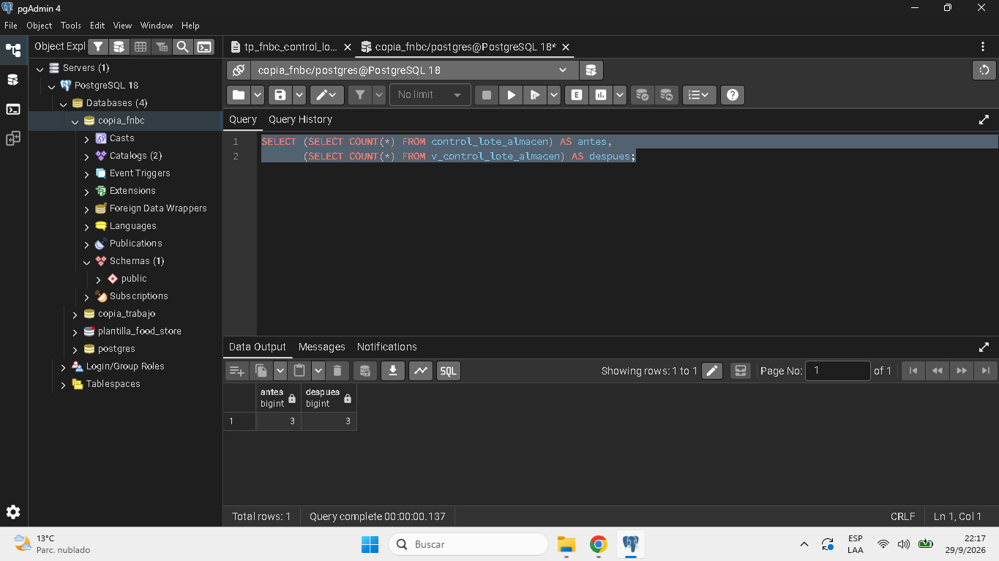 pgAdmin 4
File Object Tools Edit View Window Help
Object Expl
tp_fnbc_control_lo...
copia_fnbc/postgres@PostgreSQL 18*
Servers (1)
PostgreSQL 18
Databases (4)
copia_fnbc
Casts
Catalogs (2)
Event Triggers
Extensions
Foreign Data Wrappers
Languages
Publications
Schemas (1)
public
Subscriptions
copia_trabajo
plantilla_food_store
postgres
Login/Group Roles
Tablespaces
copia_fnbc/postgres@PostgreSQL 18
No limit
E
Query Query History
1 SELECT (SELECT COUNT(*) FROM control_lote_almacen) AS antes,
2 (SELECT COUNT(*) FROM v_control_lote_almacen) AS despues;
Data Output Messages Notifications
SQL
Showing rows: 1 to 1
Page No: 1 of 1
antes despues
bigint bigint
1 3 3
Total rows: 1 Query complete 00:00:00.137 CRLF Ln 1, Col 1
13°C
Parc. nublado
Buscar
ESP
LAA
22:17
29/9/2026